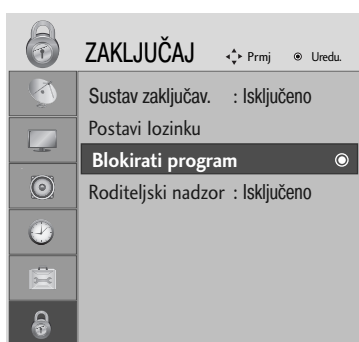 ZAKLJUČAJ Prmj Uredu.
Sustav zaključav. : Isključeno
Postavi lozinku
Blokirati program
Roditeljski nadzor : Isključeno